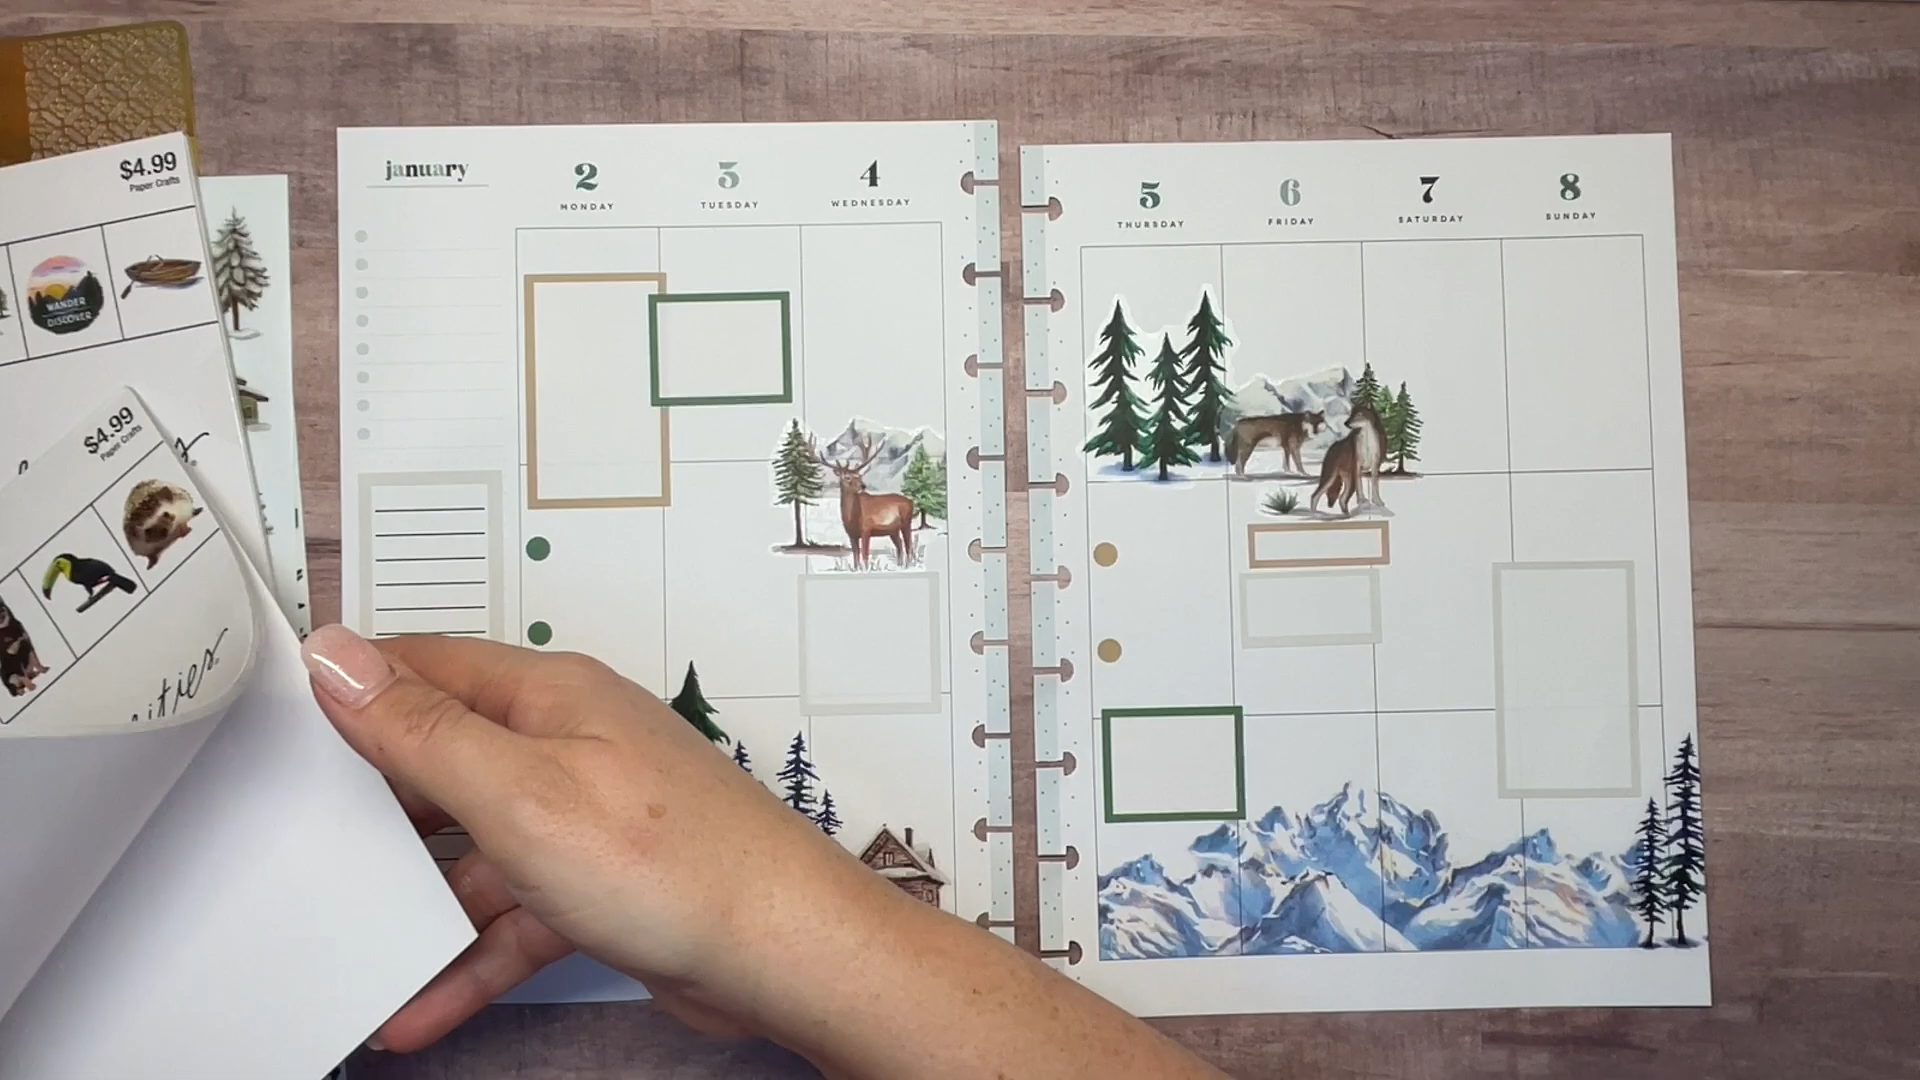 $4.99
Paper Crafts
WANDER
DISCOVER
$4.99
Paper Crafts
january
2
MONDAY
3
TUESDAY
4
WEDNESDAY
5
THURSDAY
6
FRIDAY
7
SATURDAY
8
SUNDAY